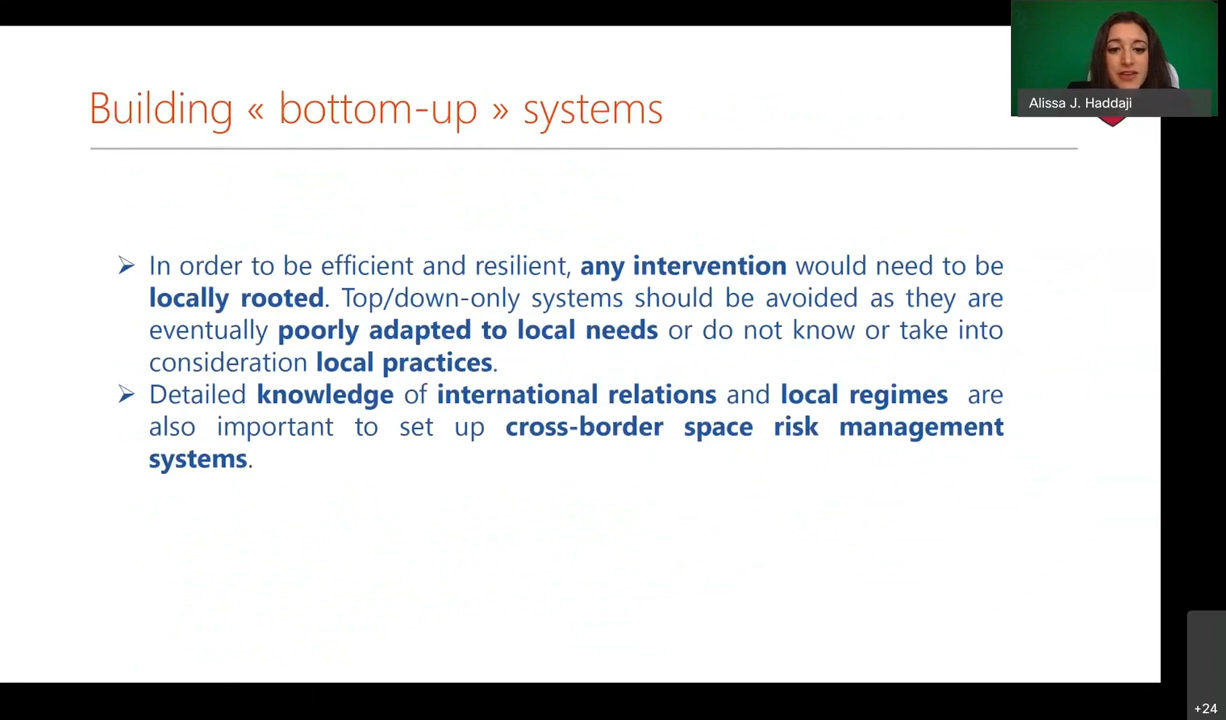 Building « bottom-up » systems
Alissa J. Haddaji
➢ In order to be efficient and resilient, any intervention would need to be
locally rooted. Top/down-only systems should be avoided as they are
eventually poorly adapted to local needs or do not know or take into
consideration local practices.
➢ Detailed knowledge of international relations and local regimes are
also important to set up cross-border space risk management
systems.
+24